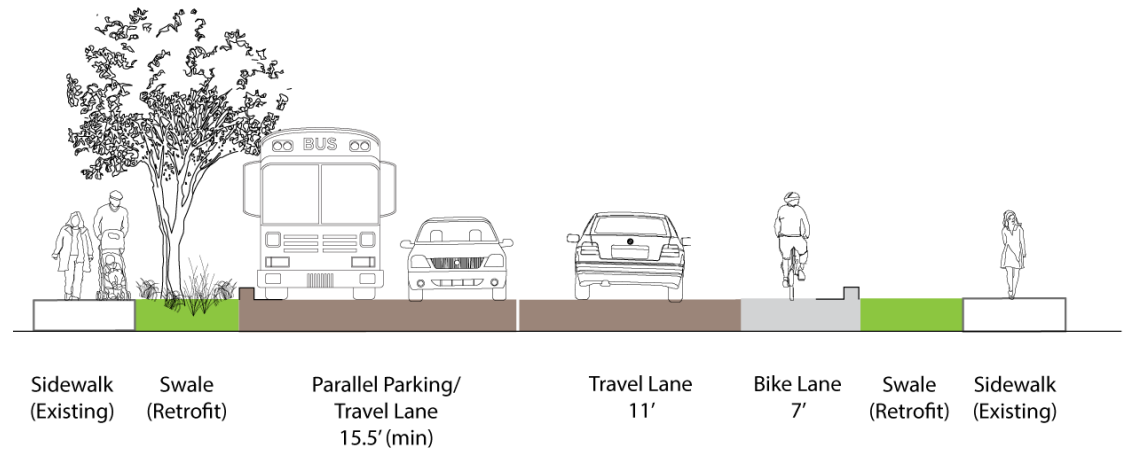 BUS
Sidewalk
(Existing)
Swale
(Retrofit)
Parallel Parking/
Travel Lane
15.5’ (min)
Travel Lane
11’
Bike Lane
7’
Swale
(Retrofit)
Sidewalk
(Existing)